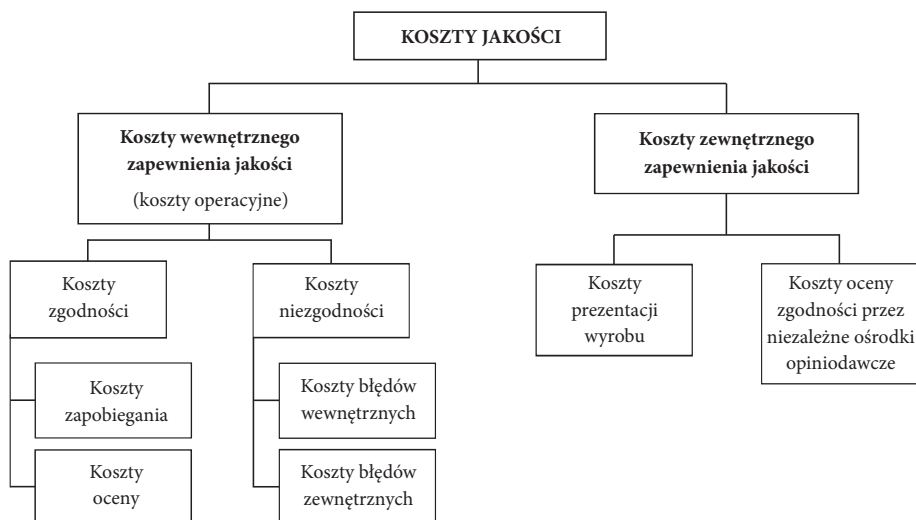 KOSZTY JAKOŚCI
Koszty wewnętrznego
zapewnienia jakości
(koszty operacyjne)
Koszty zewnętrznego
zapewnienia jakości
Koszty
zgodności
Koszty
niezgodności
Koszty
prezentacji
wyrobu
Koszty oceny
zgodności przez
niezależne ośrodki
opiniodawcze
Koszty
zapobiegania
Koszty błędów
wewnętrznych
Koszty
oceny
Koszty błędów
zewnętrznych